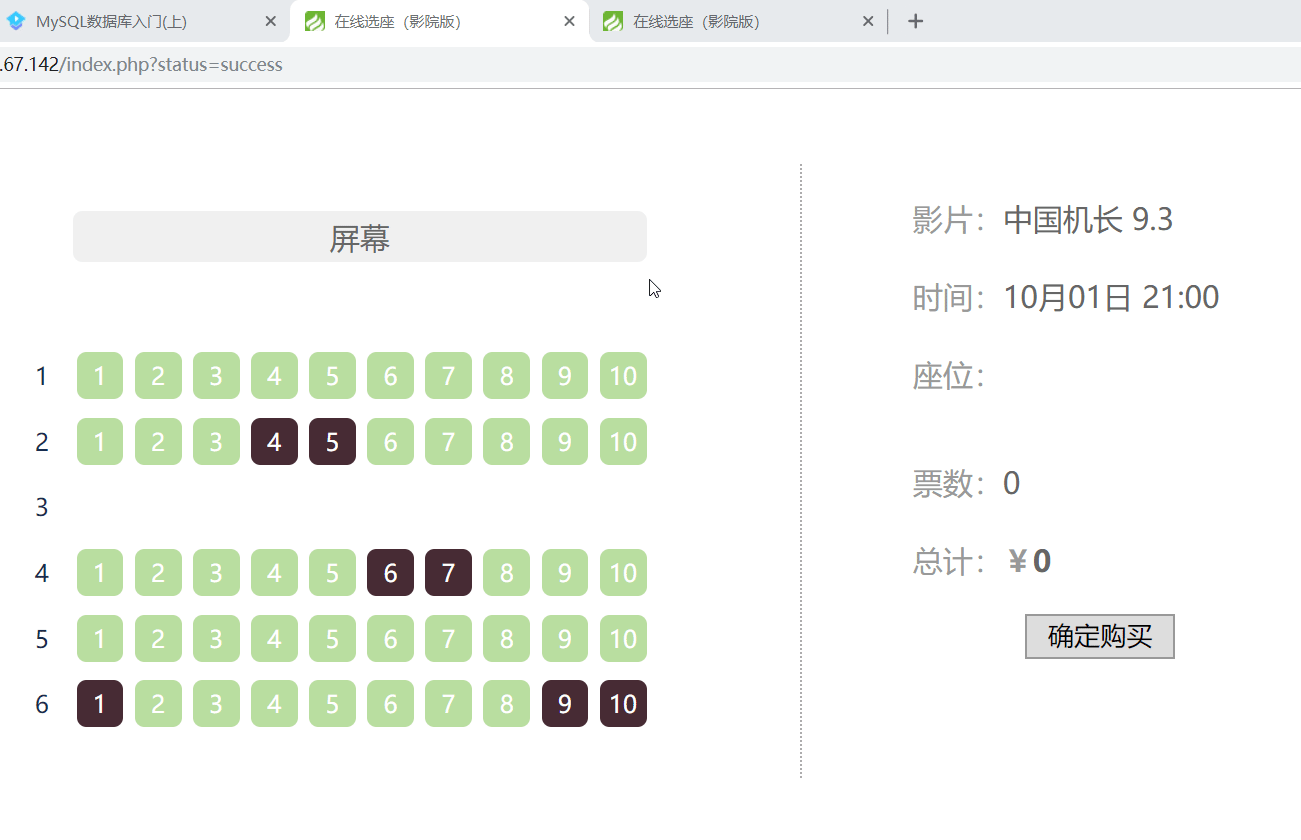 MySQL数据库入门(上)
在线选座（影院版）
在线选座（影院版）
.67.142/index.php?status=success
屏幕
1 1 2 3 4 5 6 7 8 9 10
2 1 2 3 4 5 6 7 8 9 10
3
4 1 2 3 4 5 6 7 8 9 10
5 1 2 3 4 5 6 7 8 9 10
6 1 2 3 4 5 6 7 8 9 10
影片：中国机长 9.3
时间：10月01日 21:00
座位：
票数：0
总计：￥0
确定购买